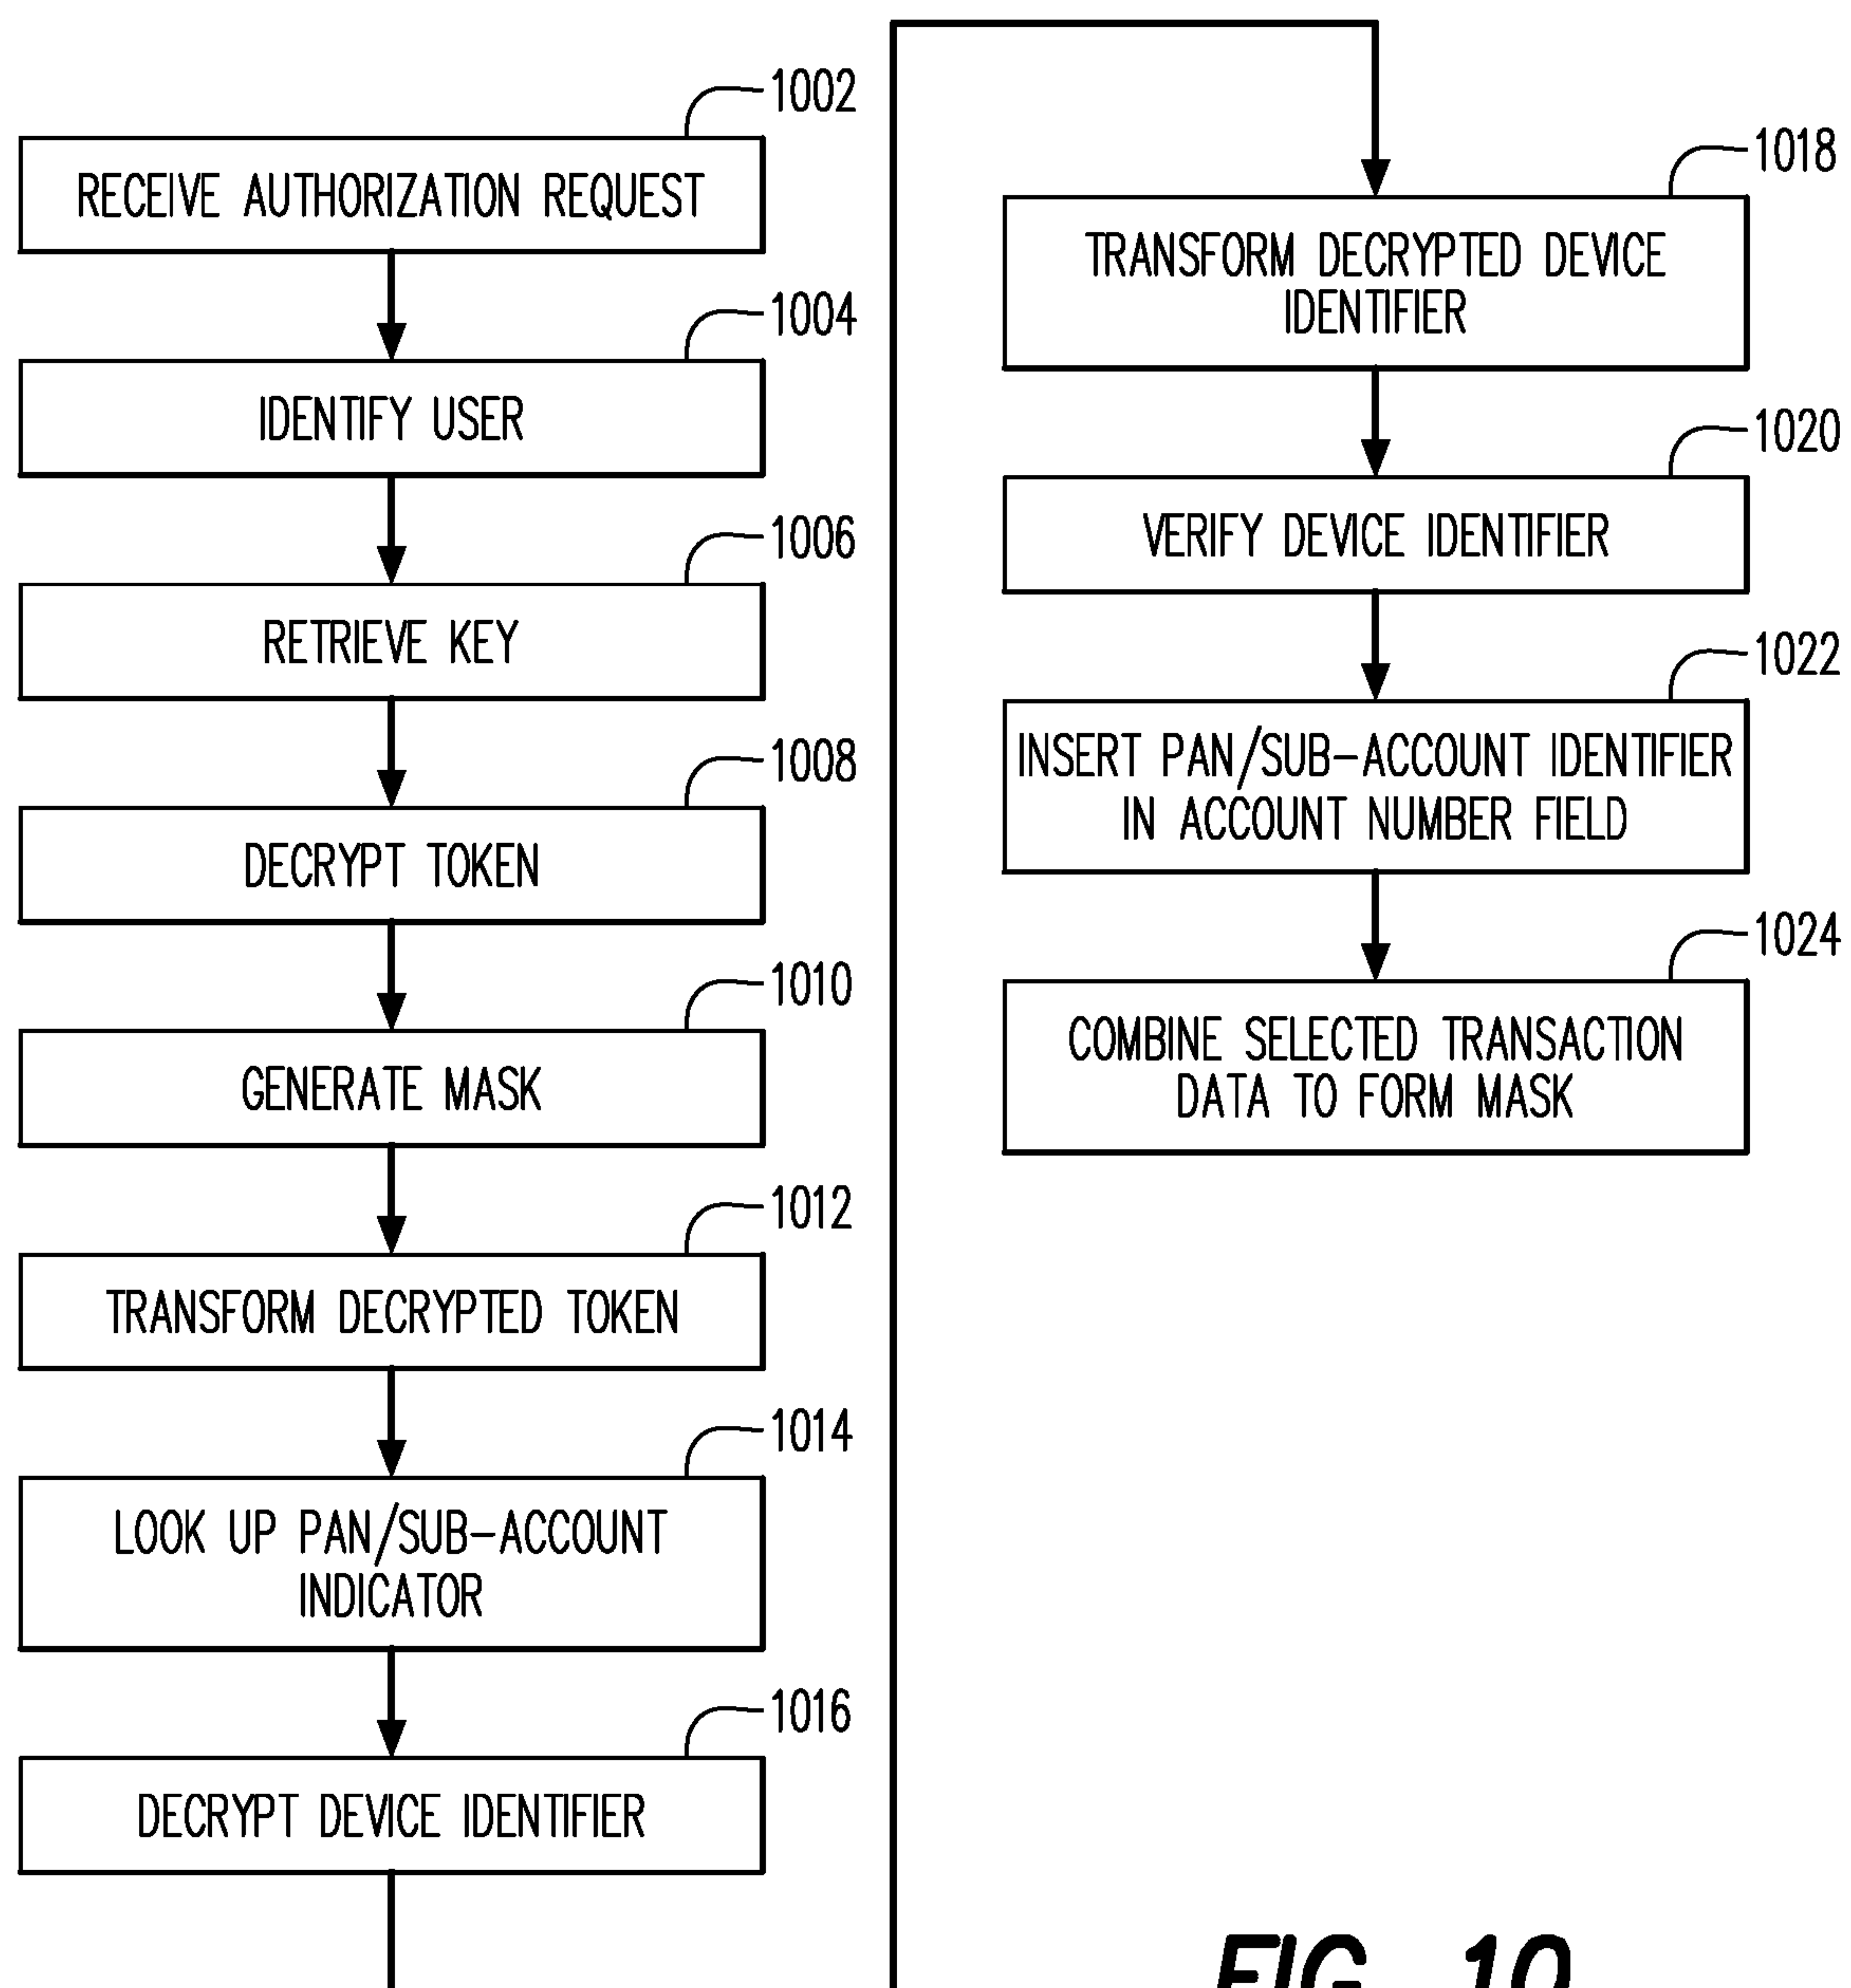 1002
RECEIVE AUTHORIZATION REQUEST
1004
IDENTIFY USER
1006
RETRIEVE KEY
1008
DECRYPT TOKEN
1010
GENERATE MASK
1012
TRANSFORM DECRYPTED TOKEN
1014
LOOK UP PAN/SUB-ACCOUNT
INDICATOR
1016
DECRYPT DEVICE IDENTIFIER
1018
TRANSFORM DECRYPTED DEVICE
IDENTIFIER
1020
VERIFY DEVICE IDENTIFIER
1022
INSERT PAN/SUB-ACCOUNT IDENTIFIER
IN ACCOUNT NUMBER FIELD
1024
COMBINE SELECTED TRANSACTION
DATA TO FORM MASK
FIG. 10